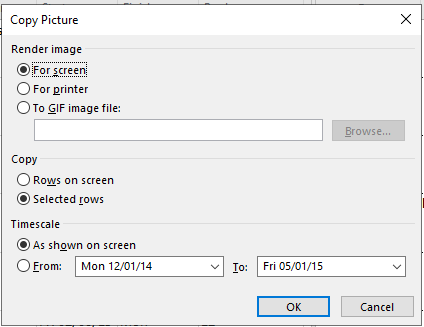 Copy Picture
Render image
For screen
For printer
To GIF image file:
Browse...
Copy
Rows on screen
Selected rows
Timescale
As shown on screen
From: Mon 12/01/14 To: Fri 05/01/15
OK Cancel